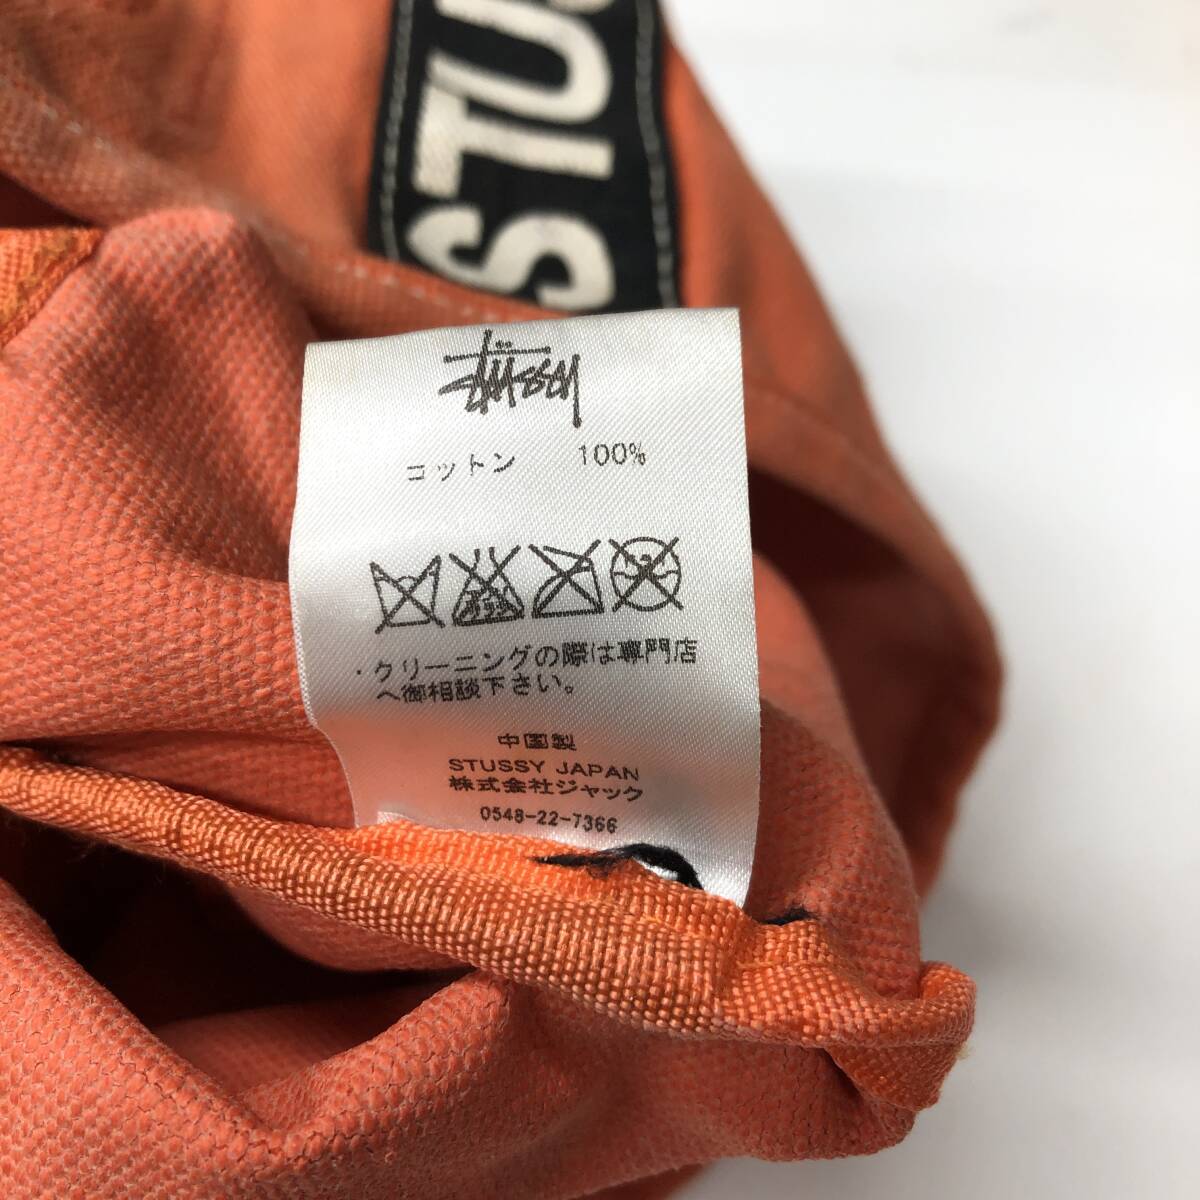 STUS
Stüssy
コットン 100%
・クリーニングの際は専門店
へ御相談下さい。
中国製
STUSSY JAPAN
株式会社ジャック
0548-22-7366